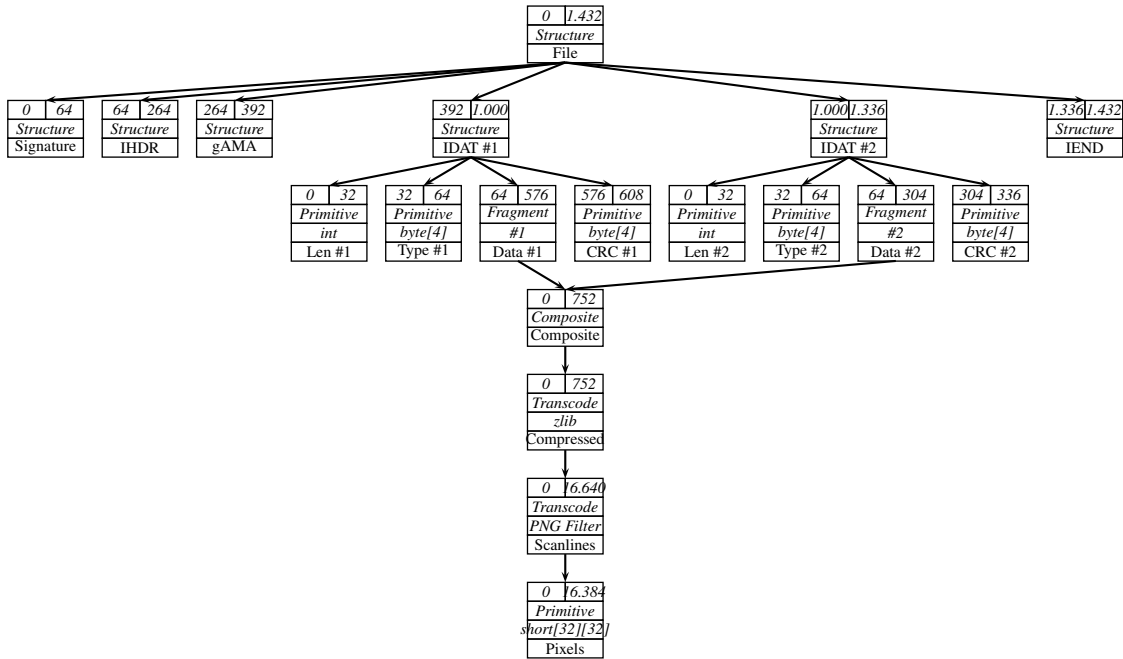 0 1.432
Structure
File
0 64
Structure
Signature
64 264
Structure
IHDR
264 392
Structure
gAMA
392 1.000
Structure
IDAT #1
1.000 1.336
Structure
IDAT #2
1.336 1.432
Structure
IEND
0 32
Primitive
int
Len #1
32 64
Primitive
byte[4]
Type #1
64 576
Fragment
#1
Data #1
576 608
Primitive
byte[4]
CRC #1
0 32
Primitive
int
Len #2
32 64
Primitive
byte[4]
Type #2
64 304
Fragment
#2
Data #2
304 336
Primitive
byte[4]
CRC #2
0 752
Composite
Composite
0 752
Transcode
zlib
Compressed
0 16.640
Transcode
PNG Filter
Scanlines
0 16.384
Primitive
short[32][32]
Pixels